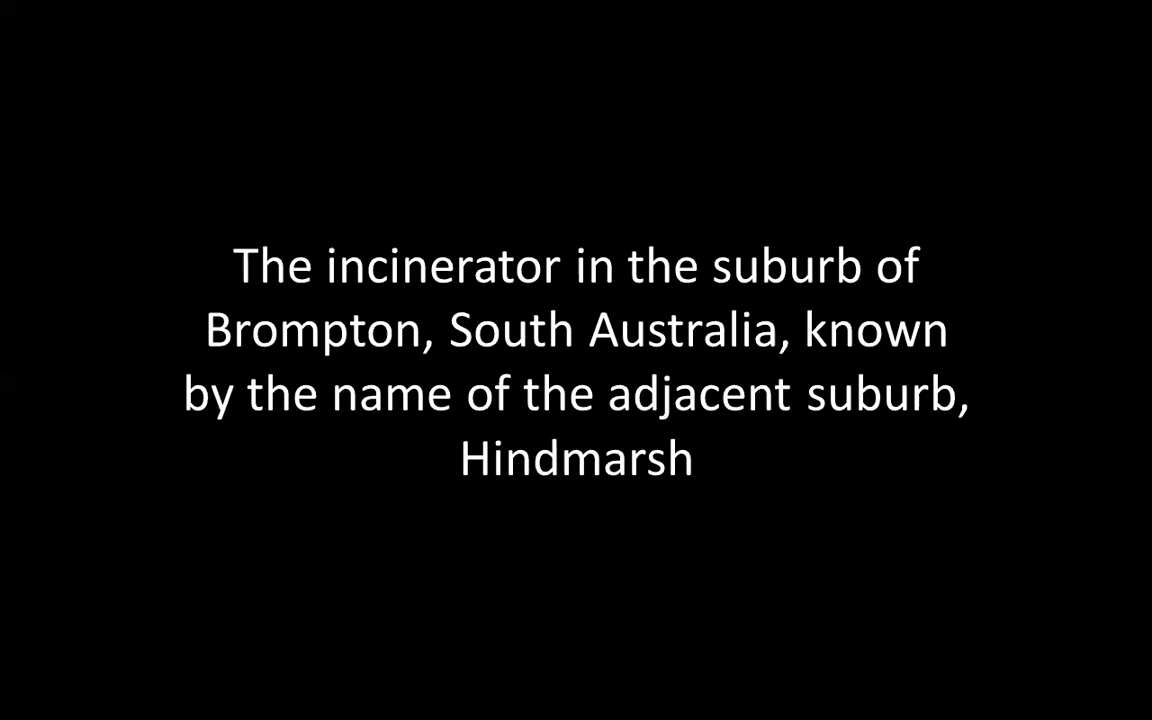 The incinerator in the suburb of
Brompton, South Australia, known
by the name of the adjacent suburb,
Hindmarsh